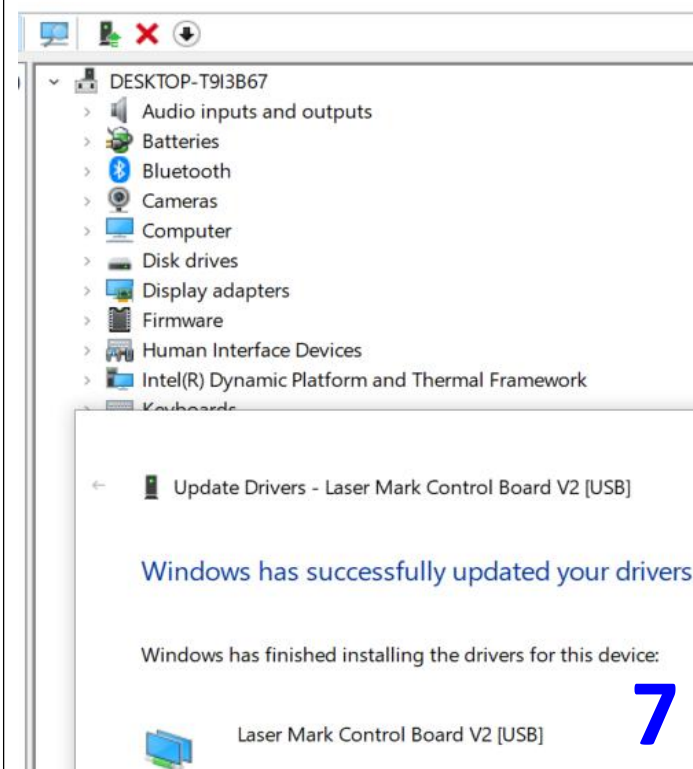 DESKTOP-T9I3B67
Audio inputs and outputs
Batteries
Bluetooth
Cameras
Computer
Disk drives
Display adapters
Firmware
Human Interface Devices
Intel(R) Dynamic Platform and Thermal Framework
Keyboards
Update Drivers - Laser Mark Control Board V2 [USB]
Windows has successfully updated your drivers
Windows has finished installing the drivers for this device:
Laser Mark Control Board V2 [USB]
7